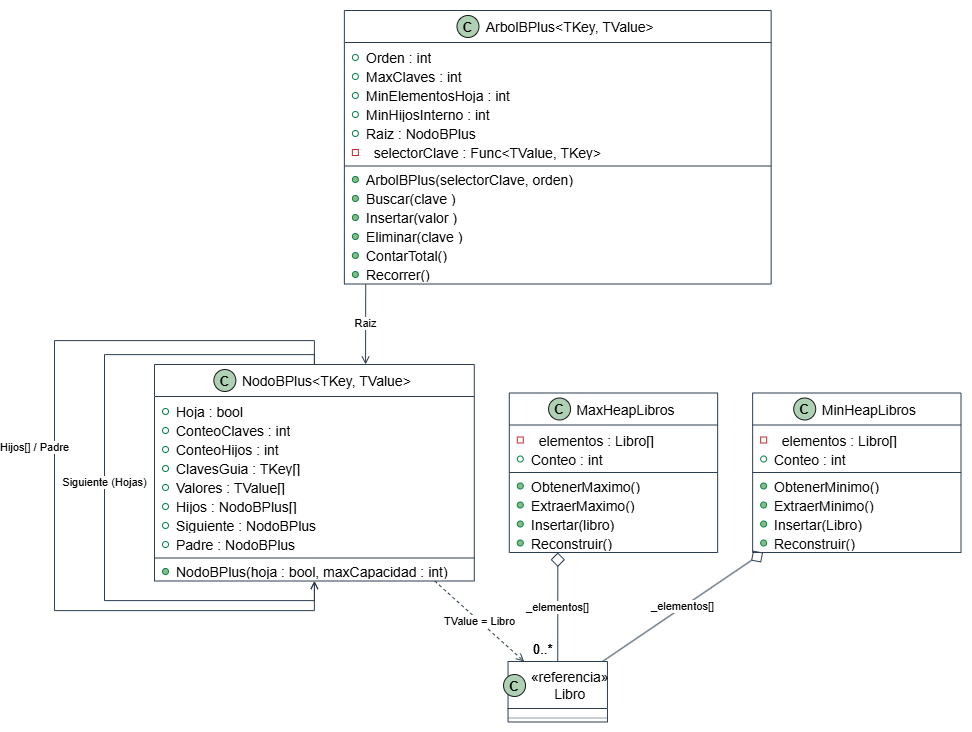 C ArbolBPlus<TKey, TValue>
Orden : int
MaxClaves : int
MinElementosHoja : int
MinHijosInterno : int
Raiz : NodoBPlus
selectorClave : Func<TValue, TKey>
ArbolBPlus(selectorClave, orden)
Buscar(clave )
Insertar(valor )
Eliminar(clave )
ContarTotal()
Recorrer()
Raiz
C NodoBPlus<TKey, TValue>
Hoja : bool
ConteoClaves : int
ConteoHijos : int
ClavesGuia : TKey[]
Valores : TValue[]
Hijos : NodoBPlus[]
Siguiente : NodoBPlus
Padre : NodoBPlus
NodoBPlus(hoja : bool, maxCapacidad : int)
Hijos[] / Padre
Siguiente (Hojas)
C MaxHeapLibros
elementos : Libro[]
Conteo : int
ObtenerMaximo()
ExtraerMaximo()
Insertar(libro)
Reconstruir()
C MinHeapLibros
elementos : Libro[]
Conteo : int
ObtenerMinimo()
ExtraerMinimo()
Insertar(Libro)
Reconstruir()
_elementos[]
_elementos[]
TValue = Libro
0..*
C «referencia»
Libro